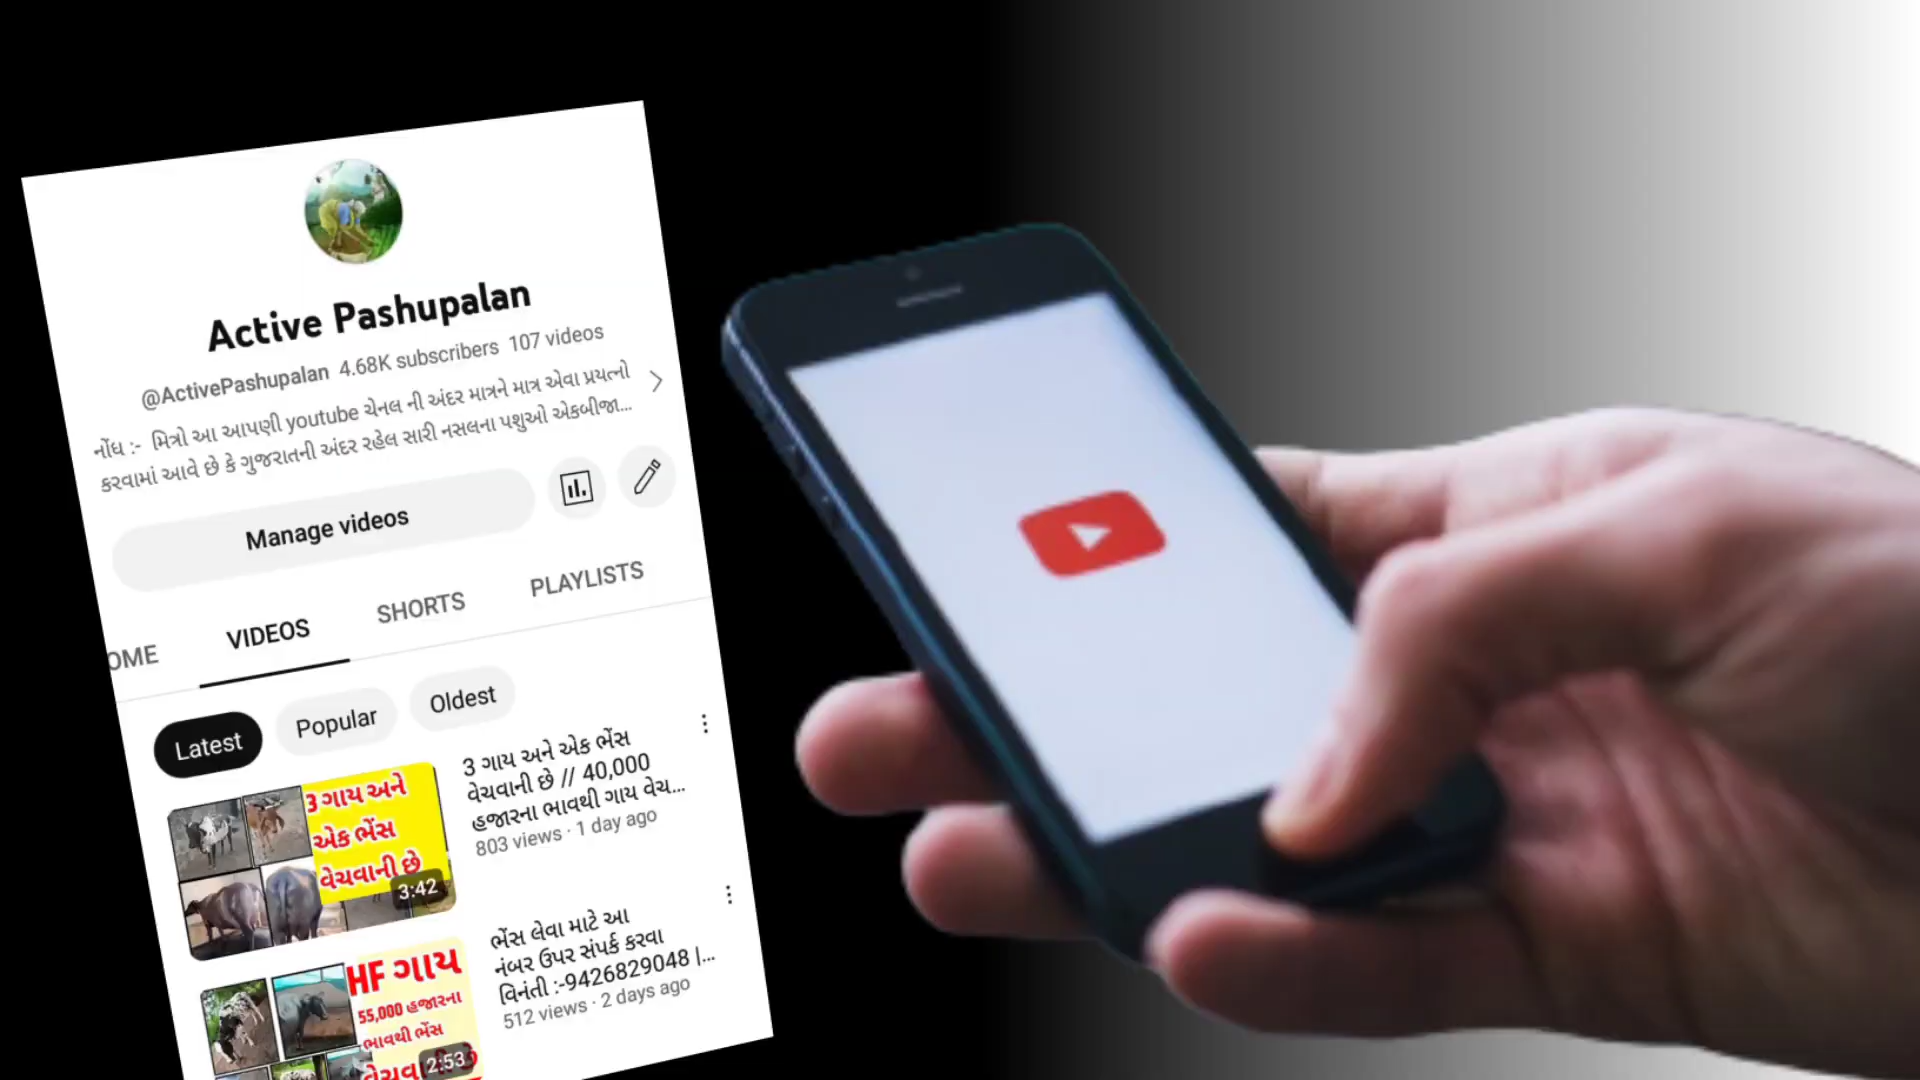 Active Pashupalan
@ActivePashupalan 4.68K subscribers 107 videos
નોંધ :- મિત્રો આ આપણી youtube ચેનલ ની અંદર માત્રને માત્ર એવા પ્રયત્નો
કરવામાં આવે છે કે ગુજરાતની અંદર રહેલ સારી નસલના પશુઓ એકબીજા...
Manage videos
OME VIDEOS SHORTS PLAYLISTS
Latest Popular Oldest
3 ગાય અને
એક ભેંસ
વેચવાની છે
3:42
3 ગાય અને એક ભેંસ
વેચવાની છે // 40,000
હજારના ભાવથી ગાય વેચ...
803 views · 1 day ago
HF ગાય
55,000 હજારના
ભાવથી ભેંસ
2:53
ભેંસ લેવા માટે આ
નંબર ઉપર સંપર્ક કરવા
વિનંતી :-9426829048 |...
512 views · 2 days ago